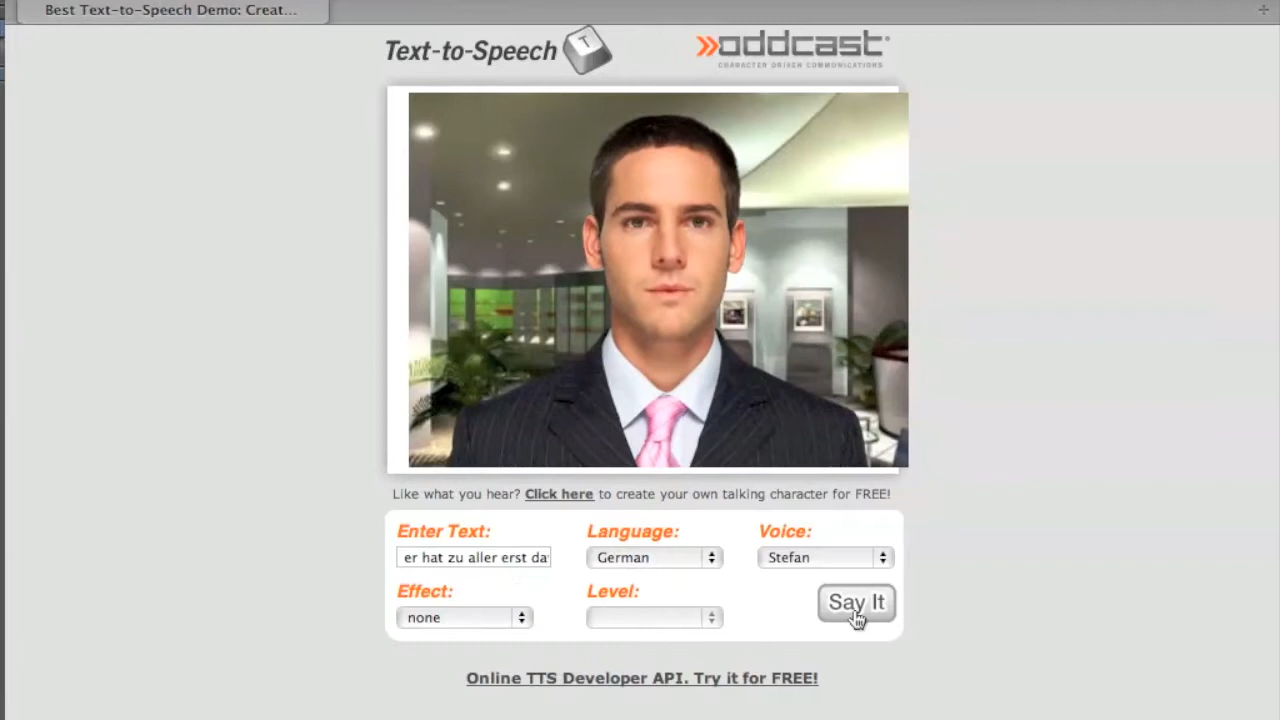 Best Text-to-Speech Demo: Creat...
Text-to-Speech T
oddcast
CHARACTER DRIVEN COMMUNICATIONS
Like what you hear? Click here to create your own talking character for FREE!
Enter Text: Language: Voice:
er hat zu aller erst da German Stefan
Effect: Level:
none Say It
Online TTS Developer API. Try it for FREE!